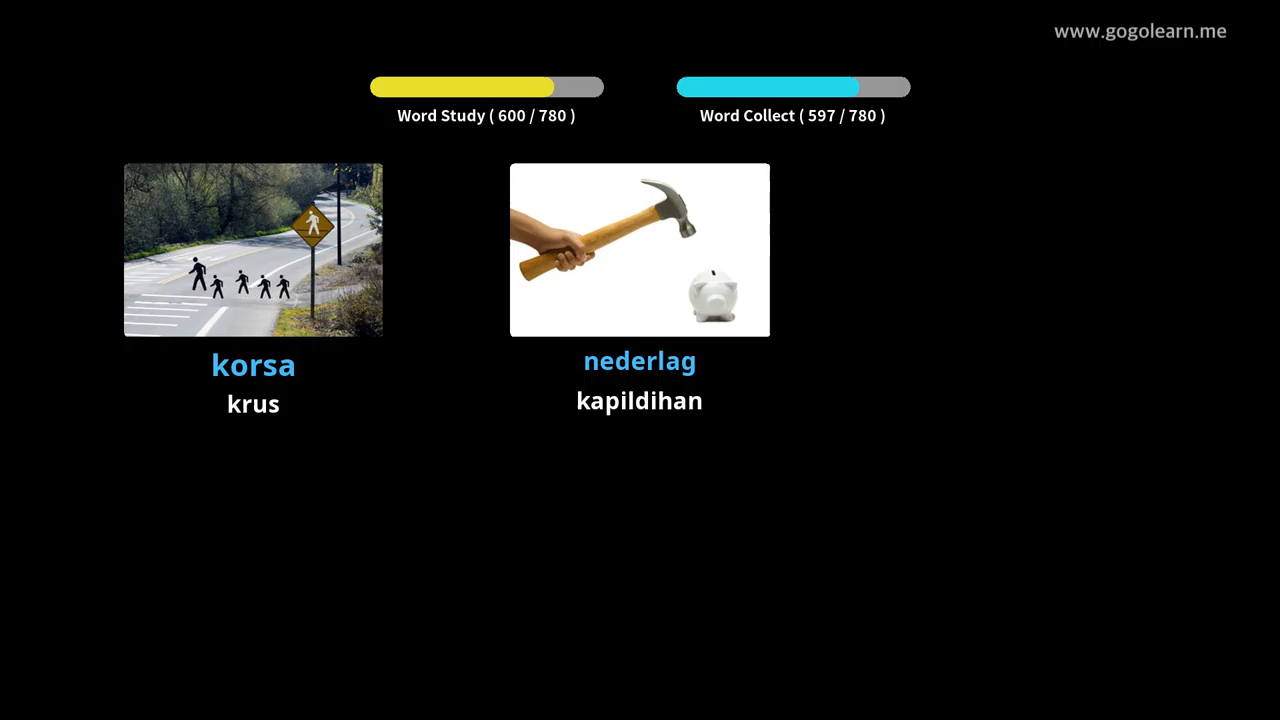 www.gogolearn.me
Word Study ( 600 / 780 )
Word Collect ( 597 / 780 )
korsa
krus
nederlag
kapildihan